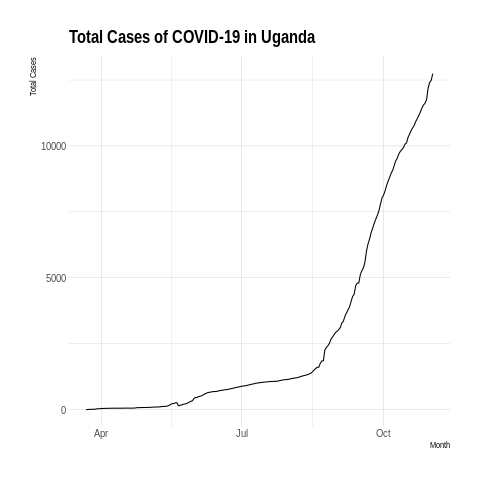 Total Cases of COVID-19 in Uganda
Total Cases
10000
5000
0
Apr Jul Oct
Month